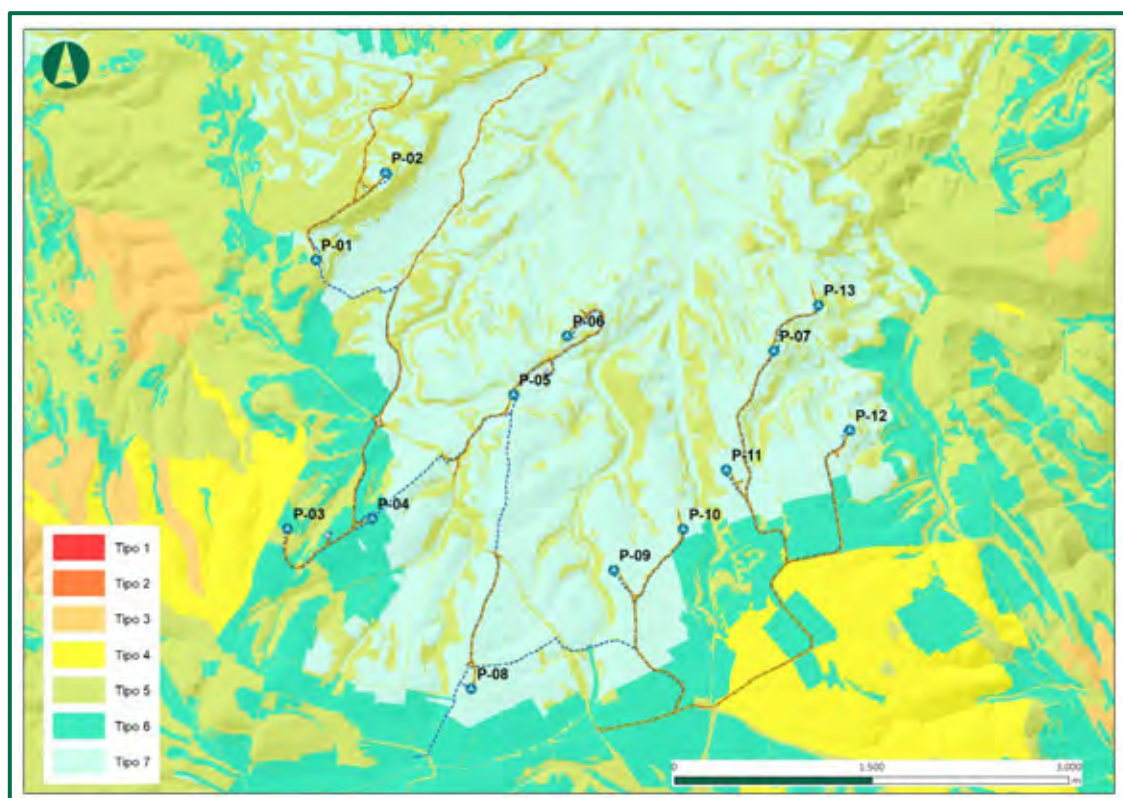 P-02
P-01
P-13
P-06
P-07
P-05
P-12
P-11
P-04
P-03
P-10
P-09
P-08
Tipo 1
Tipo 2
Tipo 3
Tipo 4
Tipo 5
Tipo 6
Tipo 7
0 1.500 3.000
m